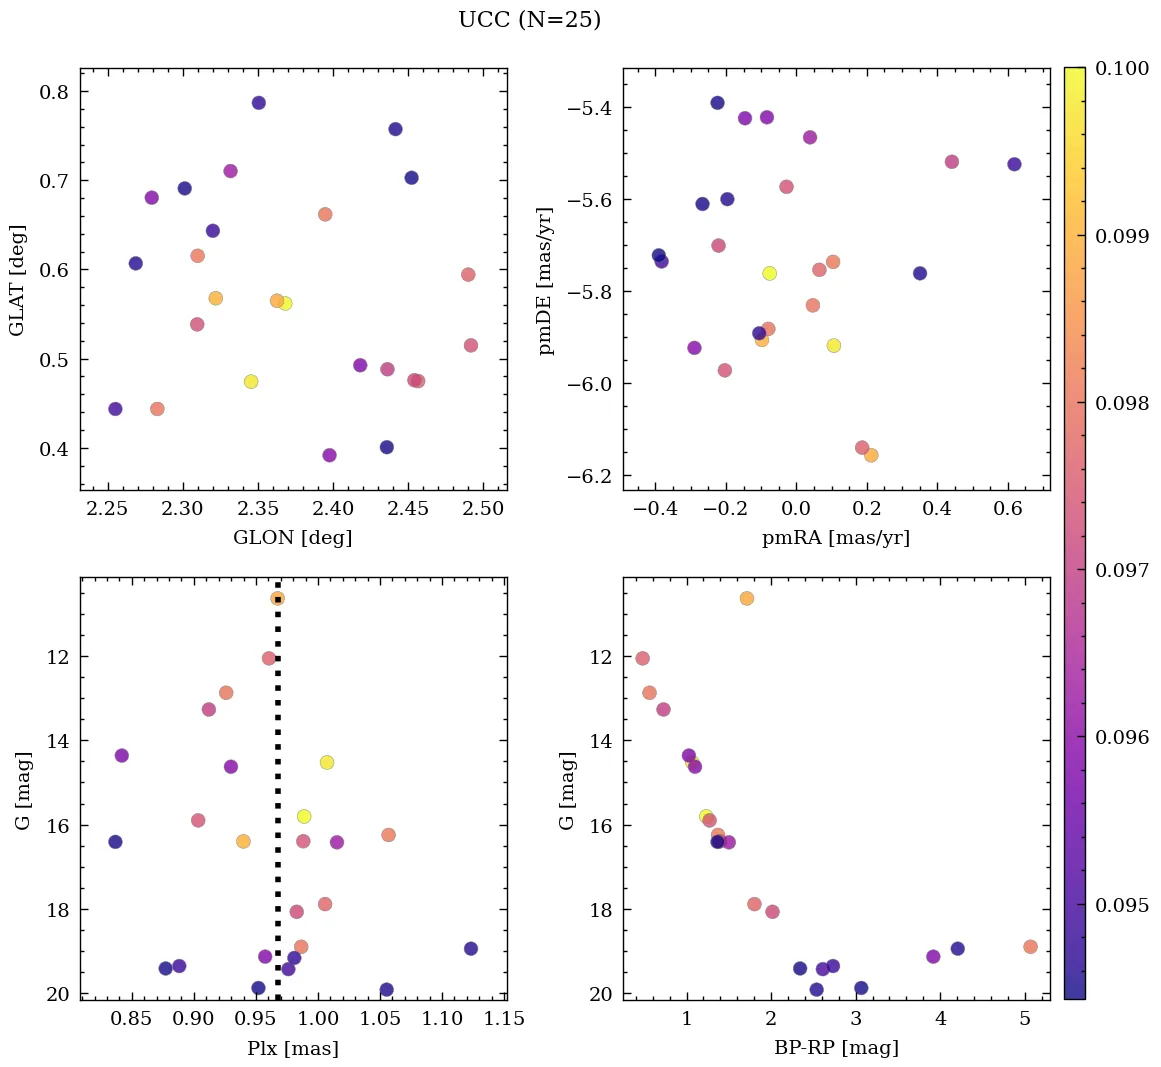 UCC (N=25)
0.8
0.7
0.6
0.5
0.4
GLAT [deg]
2.25 2.30 2.35 2.40 2.45 2.50
GLON [deg]
−5.4
−5.6
−5.8
−6.0
−6.2
pmDE [mas/yr]
−0.4 −0.2 0.0 0.2 0.4 0.6
pmRA [mas/yr]
0.100
0.099
0.098
0.097
0.096
0.095
12
14
16
18
20
G [mag]
0.85 0.90 0.95 1.00 1.05 1.10 1.15
Plx [mas]
12
14
16
18
20
G [mag]
1 2 3 4 5
BP-RP [mag]